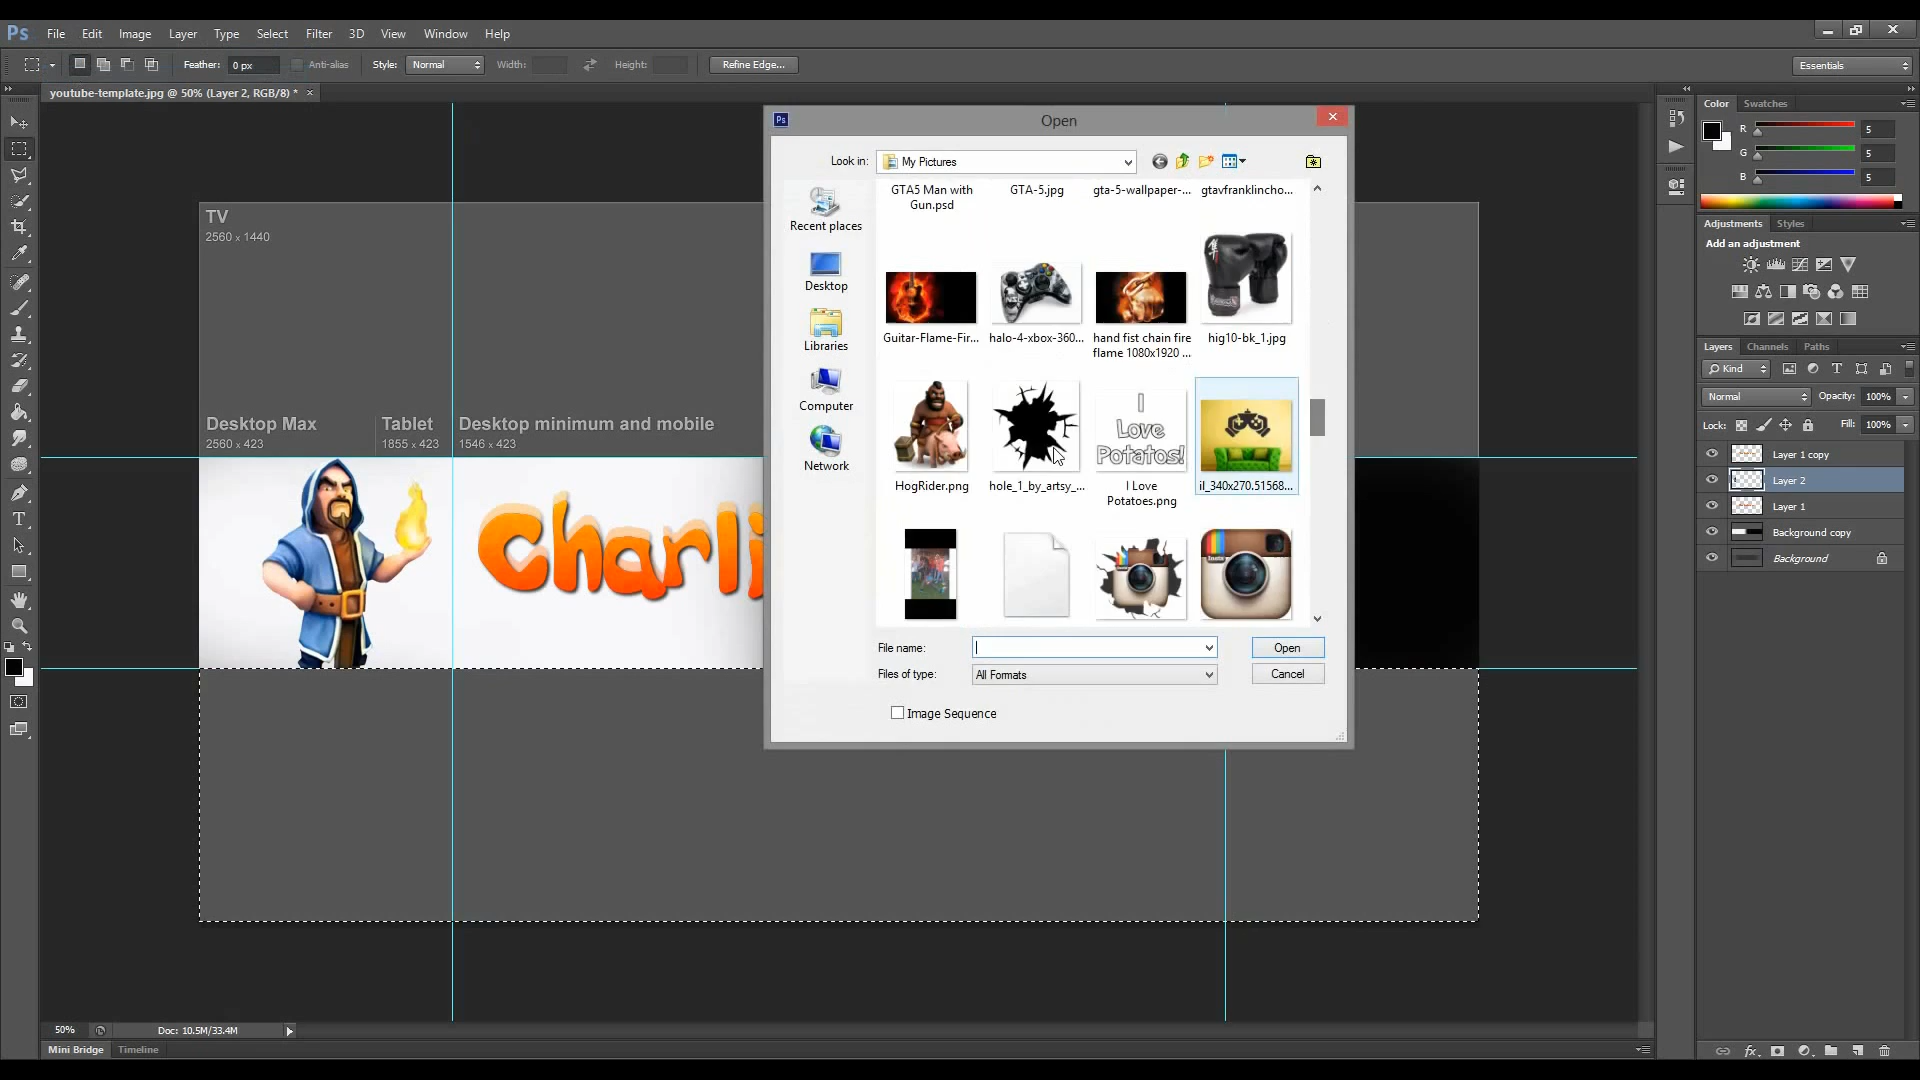 Ps File Edit Image Layer Type Select Filter 3D View Window Help
Feather: 0 px Anti-alias Style: Normal Width: Height: Refine Edge... Essentials
youtube-template.jpg @ 50% (Layer 2, RGB/8) * ×
TV
2560 x 1440
Desktop Max
2560 x 423
Tablet
1855 x 423
Desktop minimum and mobile
1546 x 423
Charli
Ps Open
Look in: My Pictures
Recent places
Desktop
Libraries
Computer
Network
GTA5 Man with
Gun.psd
GTA-5.jpg
gta-5-wallpaper-...
gtavfranklincho...
Guitar-Flame-Fir...
halo-4-xbox-360...
hand fist chain fire
flame 1080x1920 ...
hig10-bk_1.jpg
I
Love
Potatos!
HogRider.png
hole_1_by_artsy_...
I Love
Potatoes.png
il_340x270.51568...
File name: Open
Files of type: All Formats Cancel
Image Sequence
Color Swatches
R 5
G 5
B 5
Adjustments Styles
Add an adjustment
Layers Channels Paths
Kind
Normal Opacity: 100%
Lock: Fill: 100%
Layer 1 copy
Layer 2
Layer 1
Background copy
Background
fx
50% Doc: 10.5M/33.4M
Mini Bridge Timeline